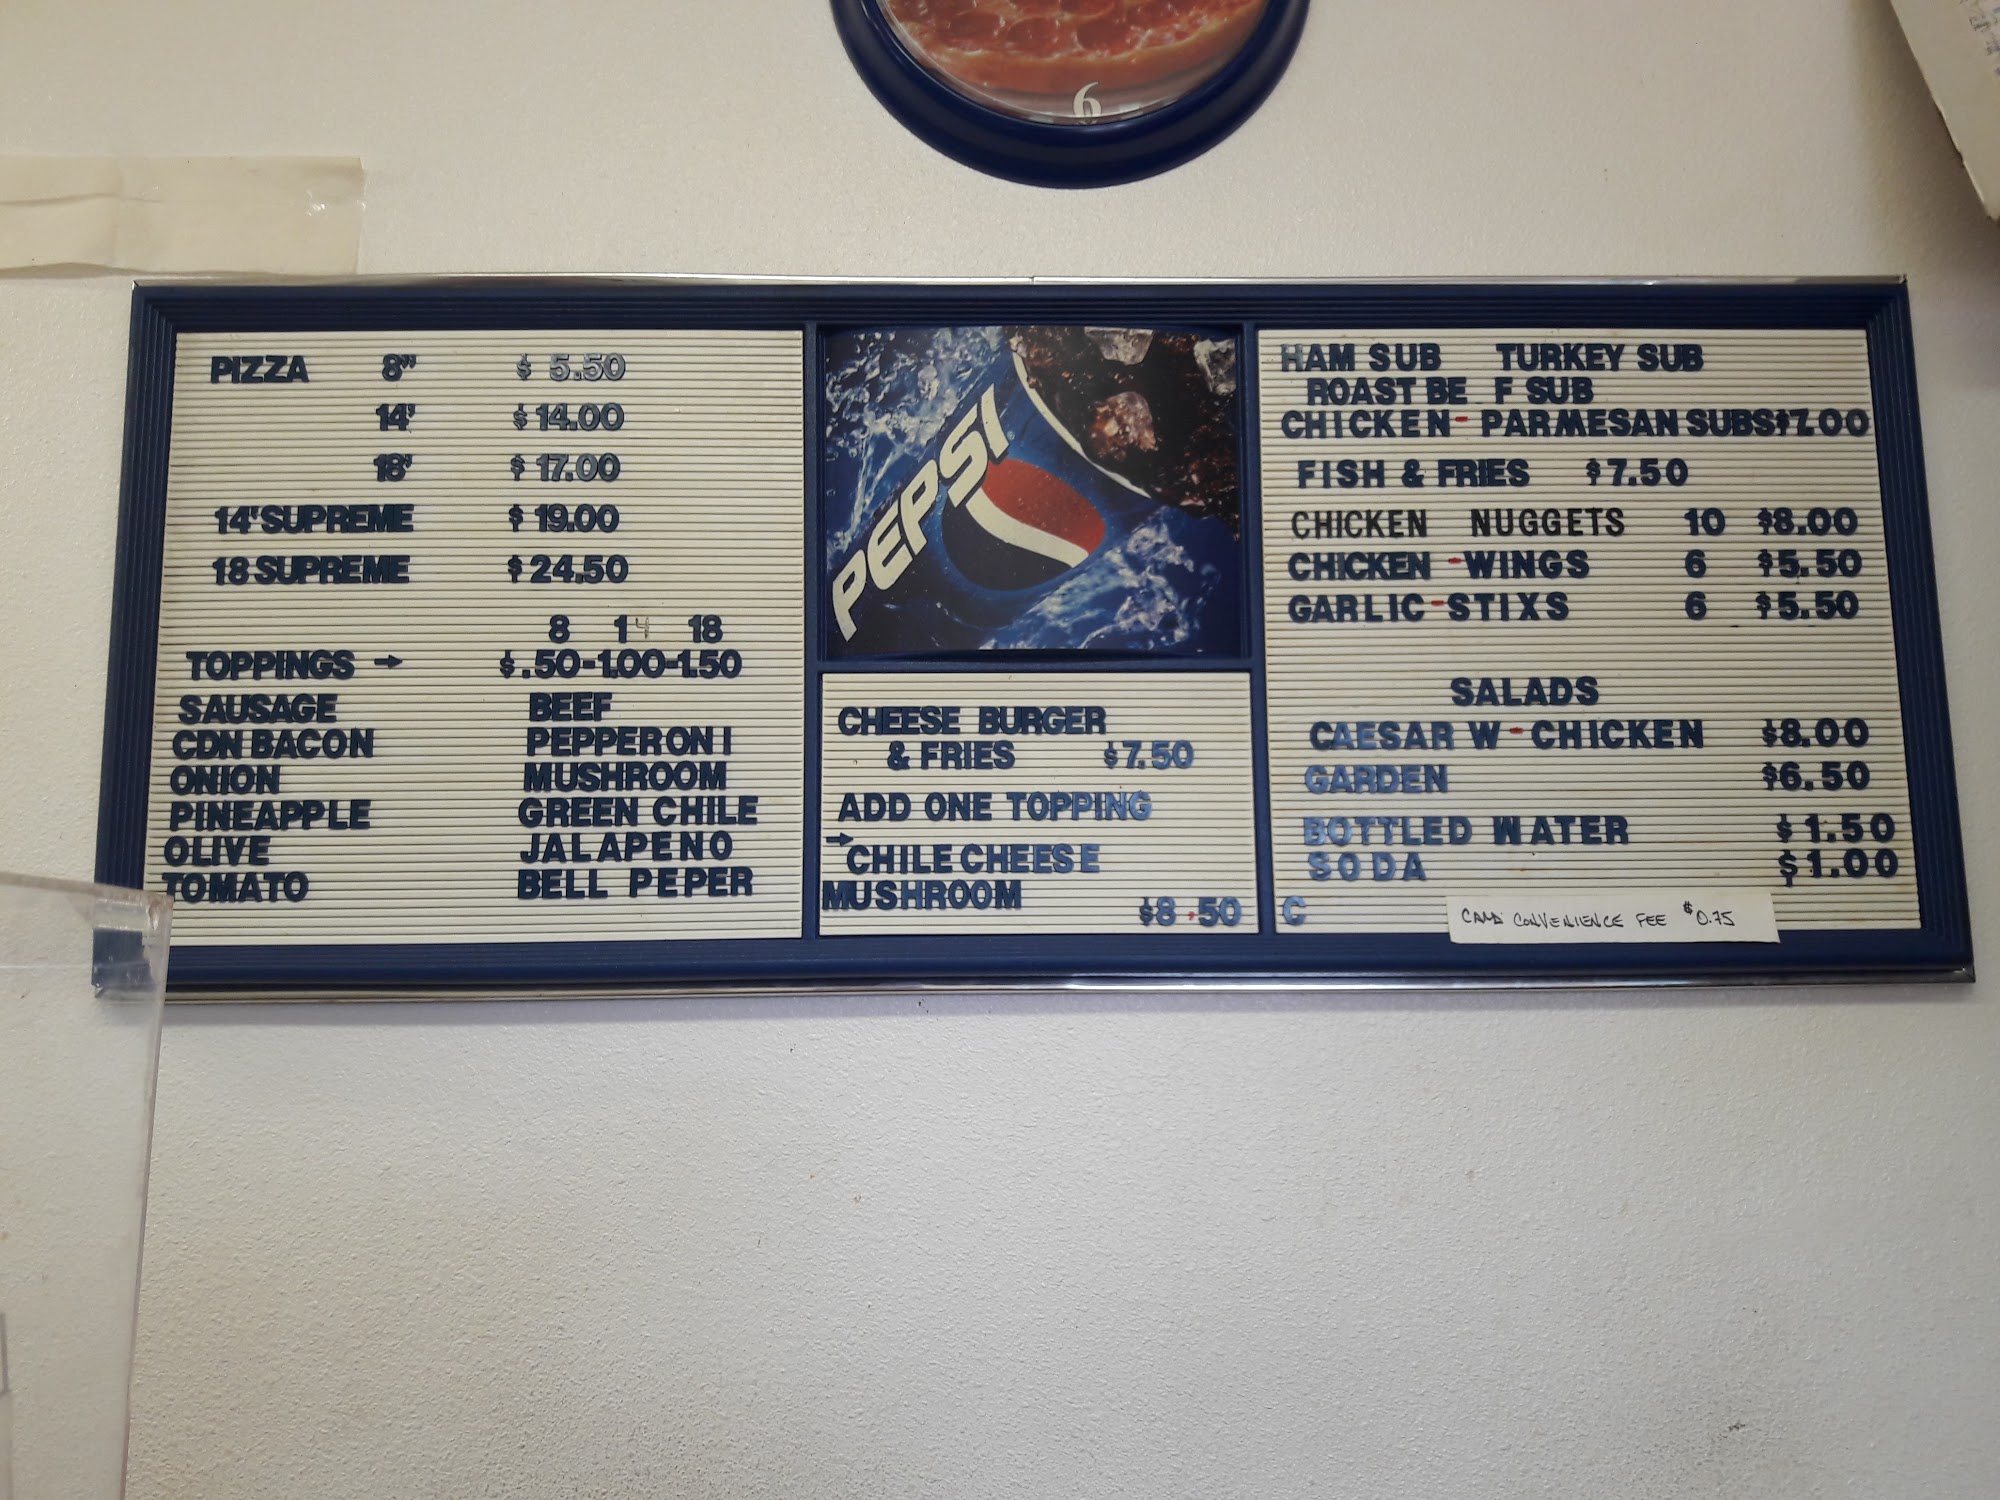 6
PIZZA 8" $ 5.50
14' $ 14.00
18' $ 17.00
14' SUPREME $ 19.00
18 SUPREME $ 24.50
8 14 18
TOPPINGS → $ .50-1.00-1.50
SAUSAGE BEEF
CDN BACON PEPPERONI
ONION MUSHROOM
PINEAPPLE GREEN CHILE
OLIVE JALAPENO
TOMATO BELL PEPER
PEPSI
CHEESE BURGER
& FRIES $7.50
ADD ONE TOPPING
→
CHILE CHEESE
MUSHROOM
$8.50
HAM SUB TURKEY SUB
ROAST BE F SUB
CHICKEN-PARMESAN SUBS $7.00
FISH & FRIES $7.50
CHICKEN NUGGETS 10 $8.00
CHICKEN-WINGS 6 $5.50
GARLIC-STIXS 6 $5.50
SALADS
CAESAR W-CHICKEN $8.00
GARDEN $6.50
BOTTLED WATER $1.50
SODA $1.00
C
CARD CONVENIENCE FEE $0.75